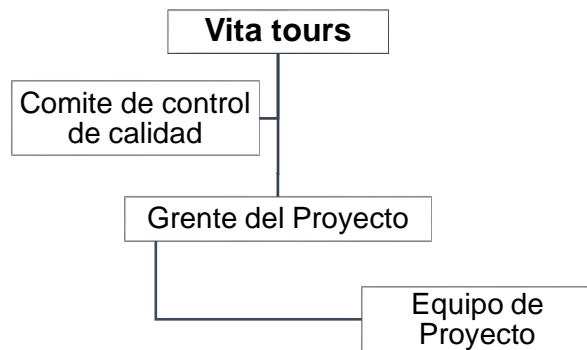 Vita tours
Comite de control
de calidad
Grente del Proyecto
Equipo de
Proyecto